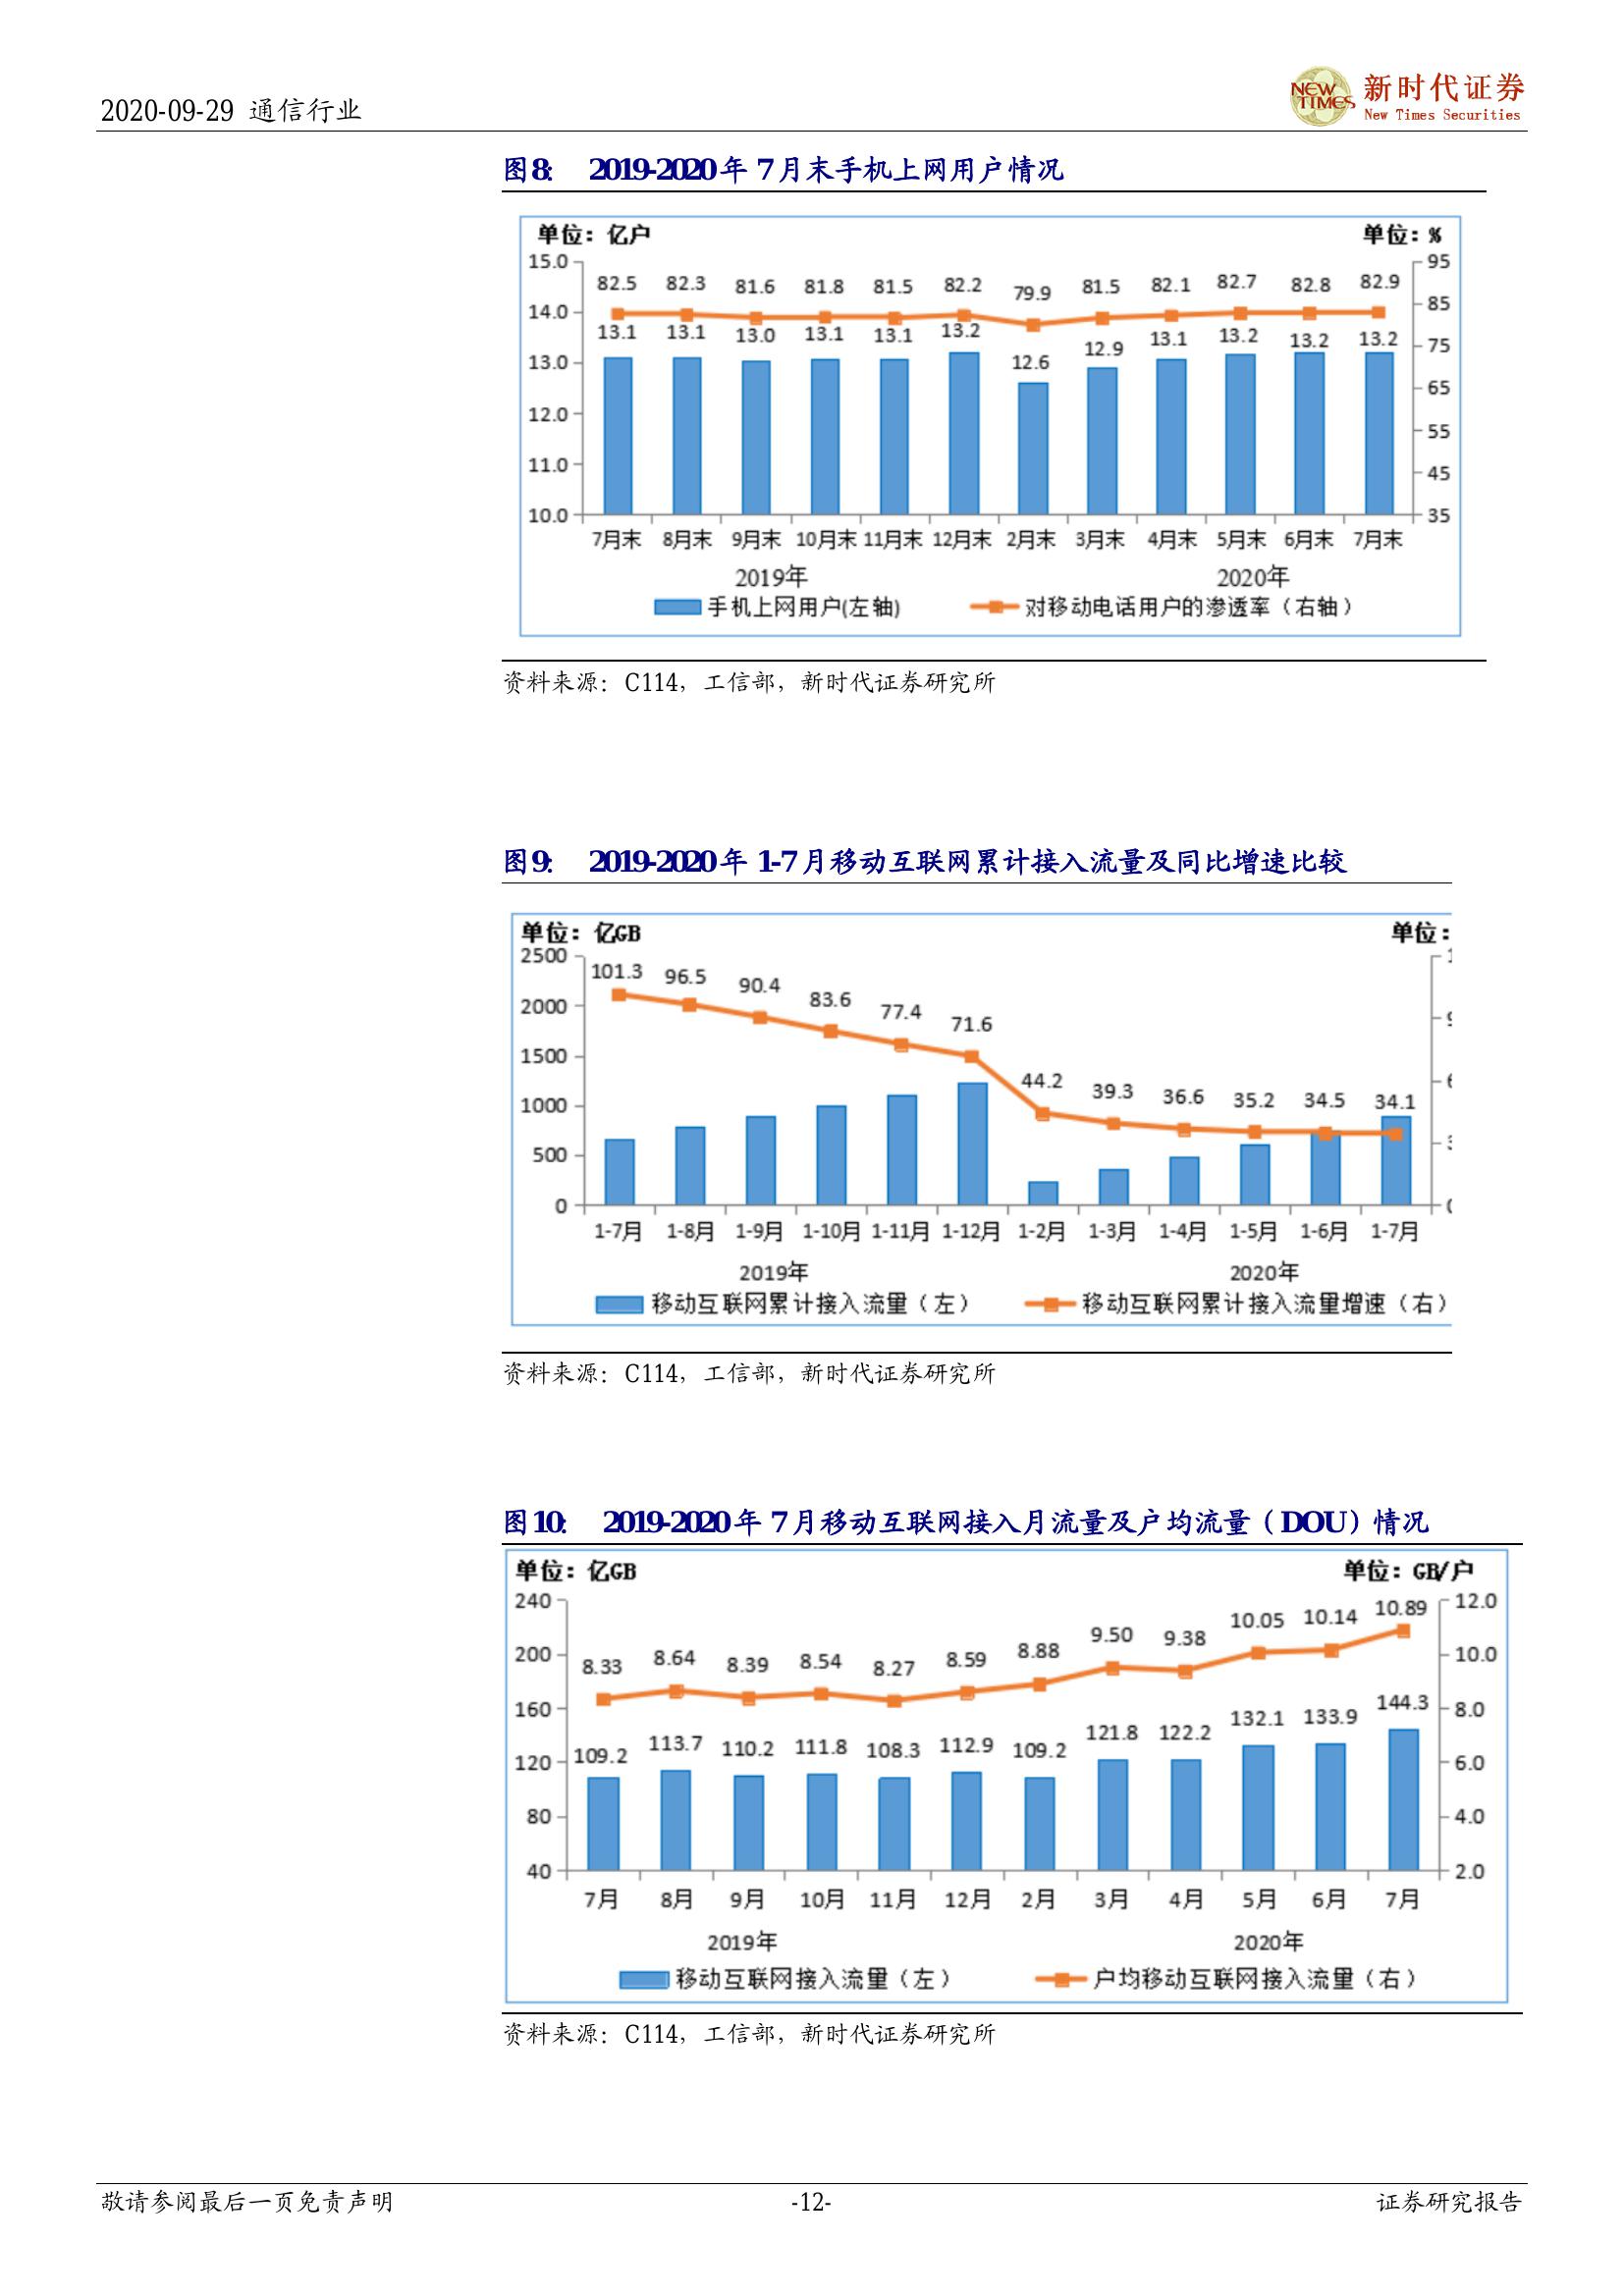 2020-09-29 通信行业
NEW TIMES 新时代证券
New Times Securities
图8: 2019-2020年7月末手机上网用户情况
单位：亿户 单位：%
15.0 95
82.5 82.3 81.6 81.8 81.5 82.2 79.9 81.5 82.1 82.7 82.8 82.9
14.0 85
13.1 13.1 13.0 13.1 13.1 13.2 12.6 12.9 13.1 13.2 13.2 13.2
13.0 75
65
12.0
55
11.0 45
10.0 35
7月末 8月末 9月末 10月末 11月末 12月末 2月末 3月末 4月末 5月末 6月末 7月末
2019年 2020年
手机上网用户(左轴) 对移动电话用户的渗透率（右轴）
资料来源：C114，工信部，新时代证券研究所
图9: 2019-2020年1-7月移动互联网累计接入流量及同比增速比较
单位：亿GB 单位：
2500
101.3 96.5 90.4 83.6 77.4 71.6 44.2 39.3 36.6 35.2 34.5 34.1
2000
1500
1000
500
0
1-7月 1-8月 1-9月 1-10月 1-11月 1-12月 1-2月 1-3月 1-4月 1-5月 1-6月 1-7月
2019年 2020年
移动互联网累计接入流量（左） 移动互联网累计接入流量增速（右）
资料来源：C114，工信部，新时代证券研究所
图10: 2019-2020年7月移动互联网接入月流量及户均流量（DOU）情况
单位：亿GB 单位：GB/户
240 12.0
8.33 8.64 8.39 8.54 8.27 8.59 8.88 9.50 9.38 10.05 10.14 10.89
200 10.0
160 8.0
109.2 113.7 110.2 111.8 108.3 112.9 109.2 121.8 122.2 132.1 133.9 144.3
120 6.0
80 4.0
40 2.0
7月 8月 9月 10月 11月 12月 2月 3月 4月 5月 6月 7月
2019年 2020年
移动互联网接入流量（左） 户均移动互联网接入流量（右）
资料来源：C114，工信部，新时代证券研究所
敬请参阅最后一页免责声明 -12- 证券研究报告